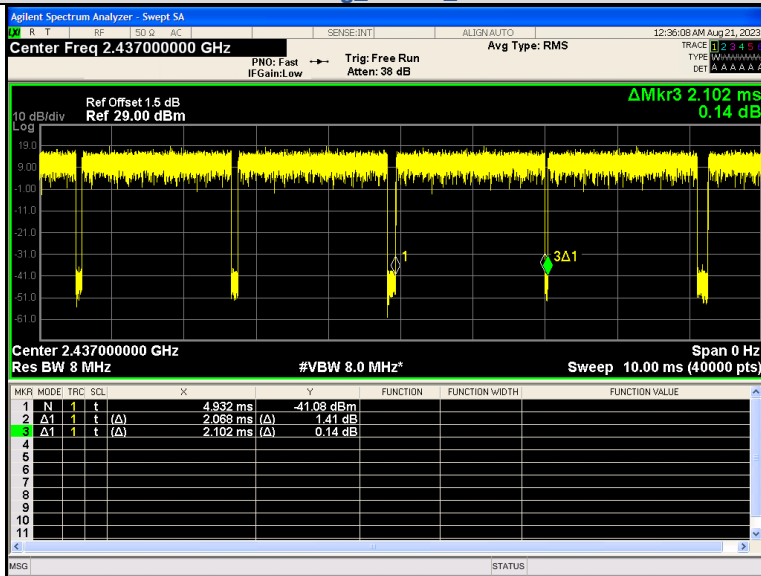 Agilent Spectrum Analyzer - Swept SA
LXI R T RF 50 Ω AC SENSE:INT ALIGN AUTO 12:36:08 AM Aug 21, 2023
Center Freq 2.437000000 GHz Avg Type: RMS TRACE 1 2 3 4 5 6
PNO: Fast Trig: Free Run TYPE
IFGain:Low Atten: 38 dB DET A A A A A A
ΔMkr3 2.102 ms
0.14 dB
Ref Offset 1.5 dB
10 dB/div Ref 29.00 dBm
Log
19.0
9.00
-1.00
-11.0
-21.0
-31.0
-41.0
-51.0
-61.0
1
3Δ1
Center 2.437000000 GHz Span 0 Hz
Res BW 8 MHz #VBW 8.0 MHz* Sweep 10.00 ms (40000 pts)
MKR MODE TRC SCL X Y FUNCTION FUNCTION WIDTH FUNCTION VALUE
1 N 1 t 4.932 ms -41.08 dBm
2 Δ1 1 t (Δ) 2.068 ms (Δ) 1.41 dB
3 Δ1 1 t (Δ) 2.102 ms (Δ) 0.14 dB
4
5
6
7
8
9
10
11
MSG STATUS